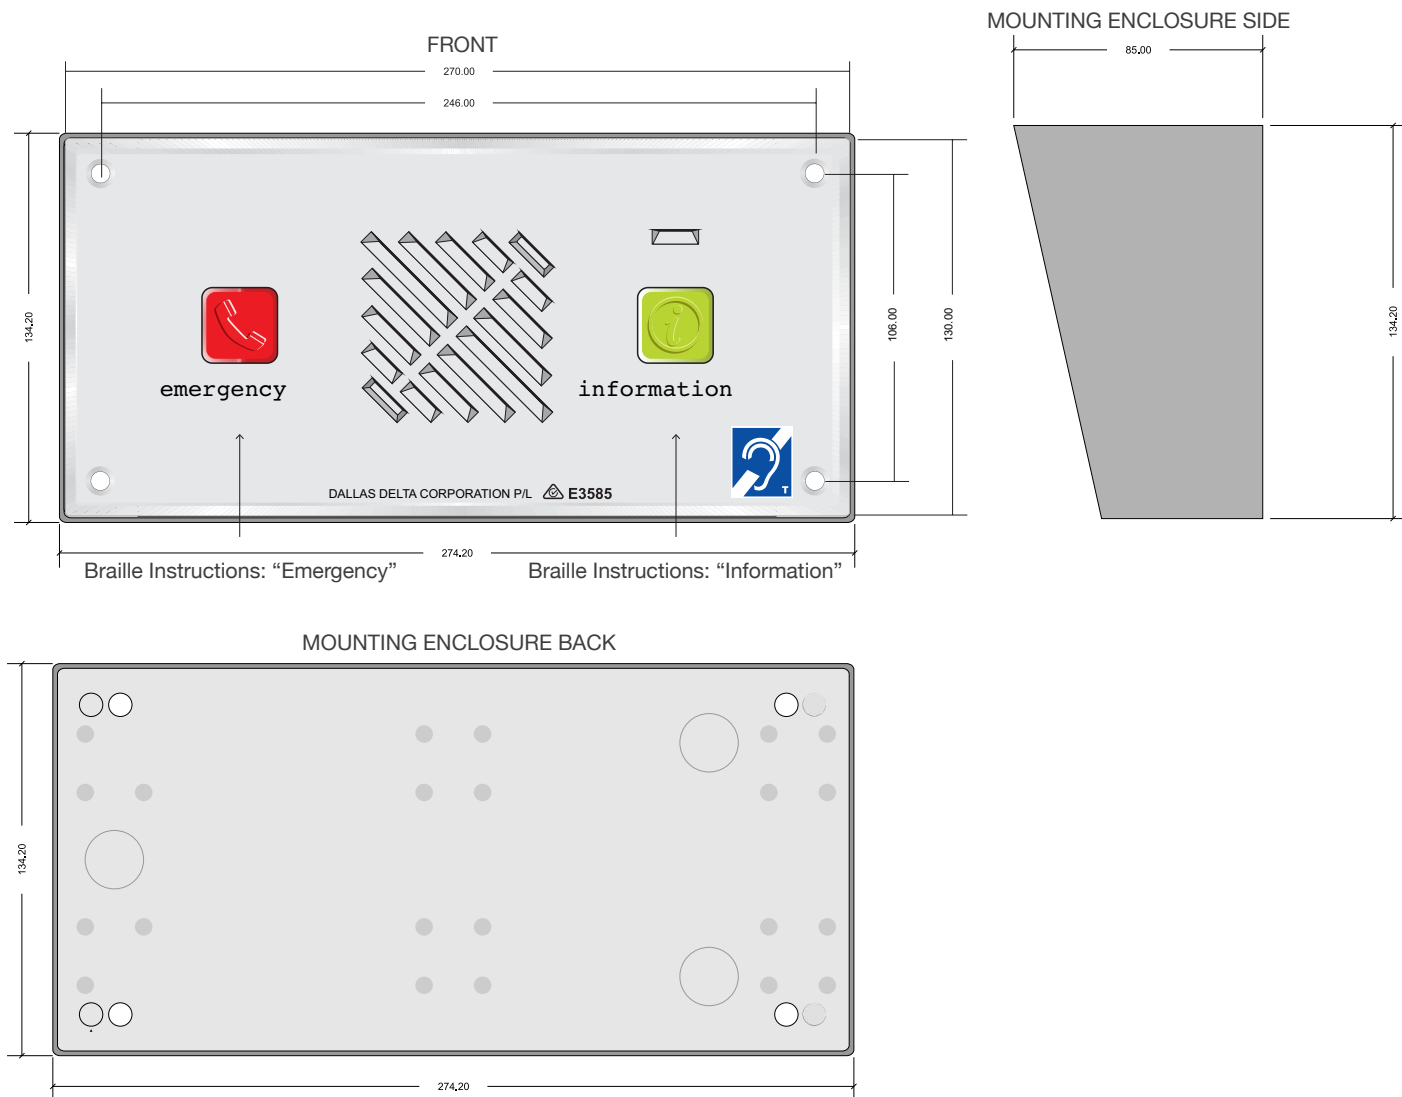 MOUNTING ENCLOSURE SIDE
85.00
FRONT
270.00
246.00
134.20
106.00
130.00
134.20
emergency
information
T
DALLAS DELTA CORPORATION P/L E3585
274.20
Braille Instructions: “Emergency”
Braille Instructions: “Information”
MOUNTING ENCLOSURE BACK
134.20
274.20